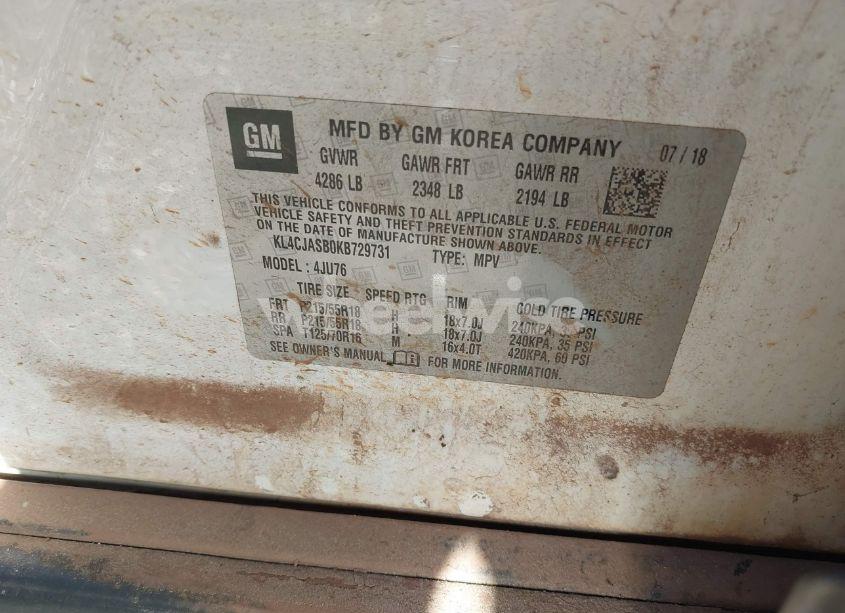 GM
MFD BY GM KOREA COMPANY 07 / 18
GVWR GAWR FRT GAWR RR
4286 LB 2348 LB 2194 LB
THIS VEHICLE CONFORMS TO ALL APPLICABLE U.S. FEDERAL MOTOR
VEHICLE SAFETY AND THEFT PREVENTION STANDARDS IN EFFECT
ON THE DATE OF MANUFACTURE SHOWN ABOVE.
KL4CJASB0KB729731 TYPE: MPV
MODEL: 4JU76
TIRE SIZE SPEED RTG RIM COLD TIRE PRESSURE
FRT P215/55R18 H 18x7.0J 240KPA, 35 PSI
RR P215/55R18 H 18x7.0J 240KPA, 35 PSI
SPA T125/70R16 M 16x4.0T 420KPA, 60 PSI
SEE OWNER'S MANUAL FOR MORE INFORMATION.
wheelwire